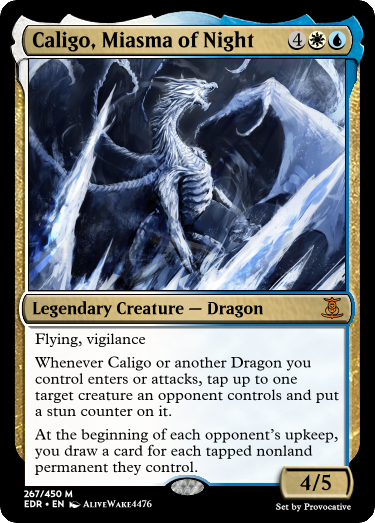 Caligo, Miasma of Night 4
Legendary Creature — Dragon
Flying, vigilance
Whenever Caligo or another Dragon you
control enters or attacks, tap up to one
target creature an opponent controls and put
a stun counter on it.
At the beginning of each opponent's upkeep,
you draw a card for each tapped nonland
permanent they control.
4/5
267/450 M
EDR • EN AliveWake4476
Set by Provocative